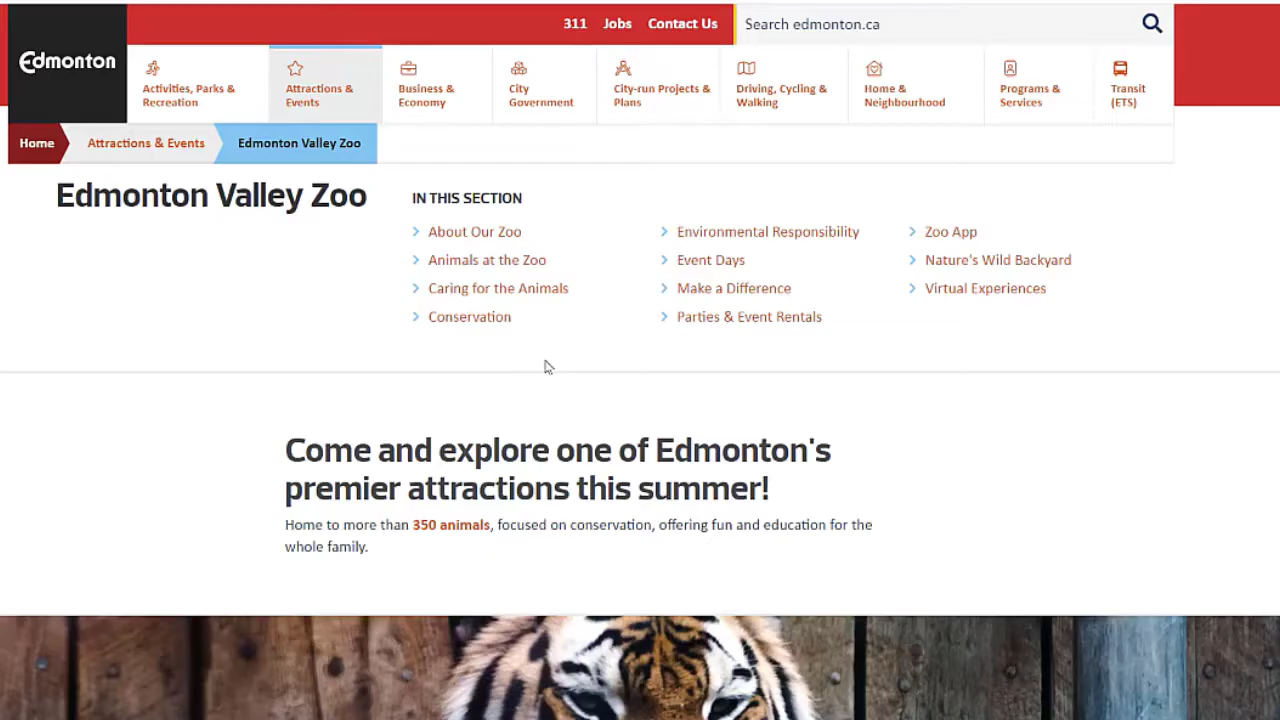 311 Jobs Contact Us Search edmonton.ca
Edmonton
Activities, Parks &
Recreation
Attractions &
Events
Business &
Economy
City
Government
City-run Projects &
Plans
Driving, Cycling &
Walking
Home &
Neighbourhood
Programs &
Services
Transit
(ETS)
Home Attractions & Events Edmonton Valley Zoo
Edmonton Valley Zoo
IN THIS SECTION
About Our Zoo
Animals at the Zoo
Caring for the Animals
Conservation
Environmental Responsibility
Event Days
Make a Difference
Parties & Event Rentals
Zoo App
Nature's Wild Backyard
Virtual Experiences
Come and explore one of Edmonton's
premier attractions this summer!
Home to more than 350 animals, focused on conservation, offering fun and education for the
whole family.